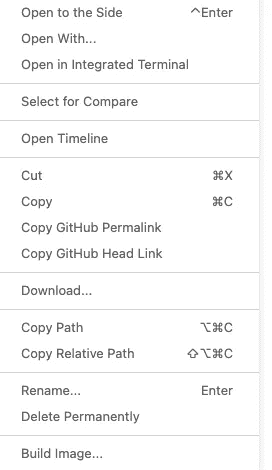 Open to the Side ^Enter
Open With...
Open in Integrated Terminal
Select for Compare
Open Timeline
Cut ⌘X
Copy ⌘C
Copy GitHub Permalink
Copy GitHub Head Link
Download...
Copy Path ⌥⌘C
Copy Relative Path ⇧⌥⌘C
Rename... Enter
Delete Permanently
Build Image...